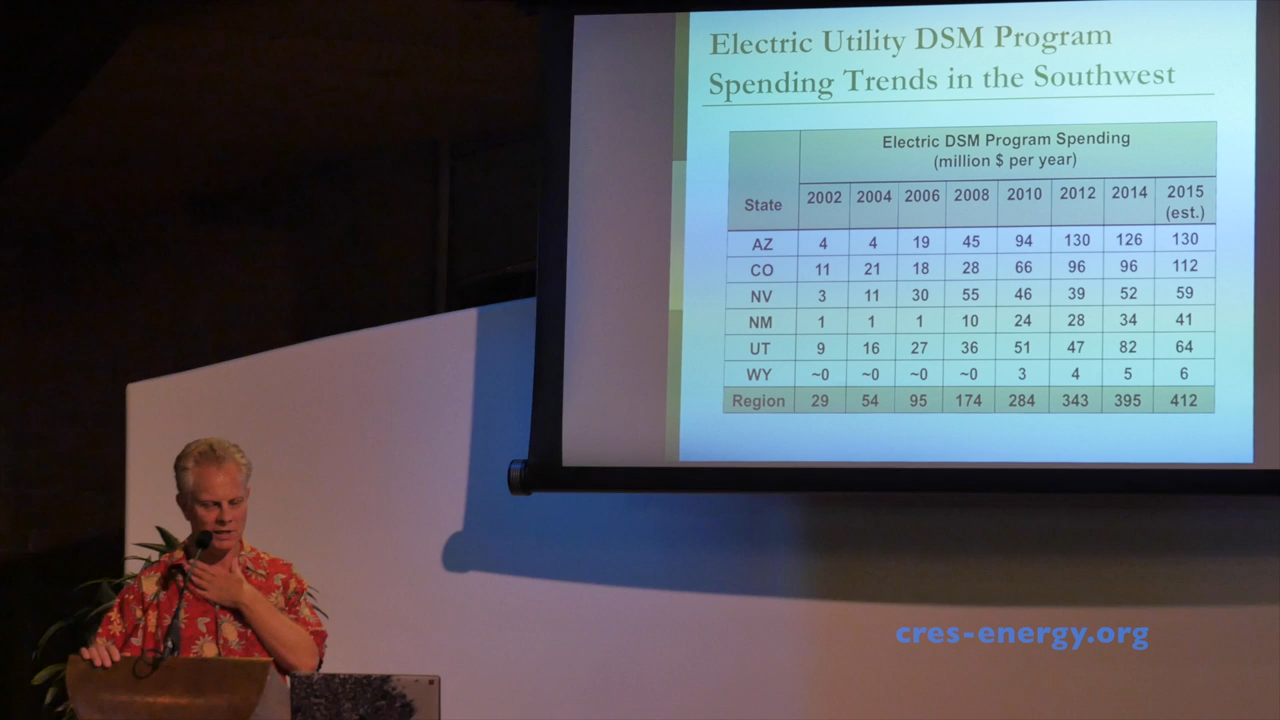 Electric Utility DSM Program
Spending Trends in the Southwest
Electric DSM Program Spending
(million $ per year)
State 2002 2004 2006 2008 2010 2012 2014 2015
(est.)
AZ 4 4 19 45 94 130 126 130
CO 11 21 18 28 66 96 96 112
NV 3 11 30 55 46 39 52 59
NM 1 1 1 10 24 28 34 41
UT 9 16 27 36 51 47 82 64
WY ~0 ~0 ~0 ~0 3 4 5 6
Region 29 54 95 174 284 343 395 412
cres-energy.org